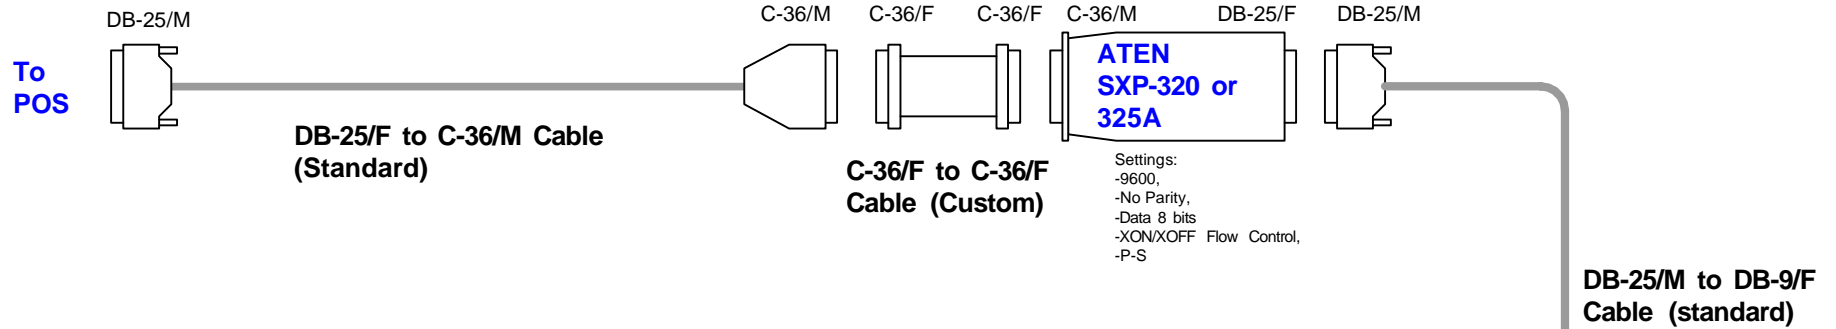 DB-25/M
C-36/M
C-36/F
C-36/F
C-36/M
DB-25/F
DB-25/M
To
POS
ATEN
SXP-320 or
325A
DB-25/F to C-36/M Cable
(Standard)
C-36/F to C-36/F
Cable (Custom)
Settings:
-9600,
-No Parity,
-Data 8 bits
-XON/XOFF Flow Control,
-P-S
DB-25/M to DB-9/F
Cable (standard)